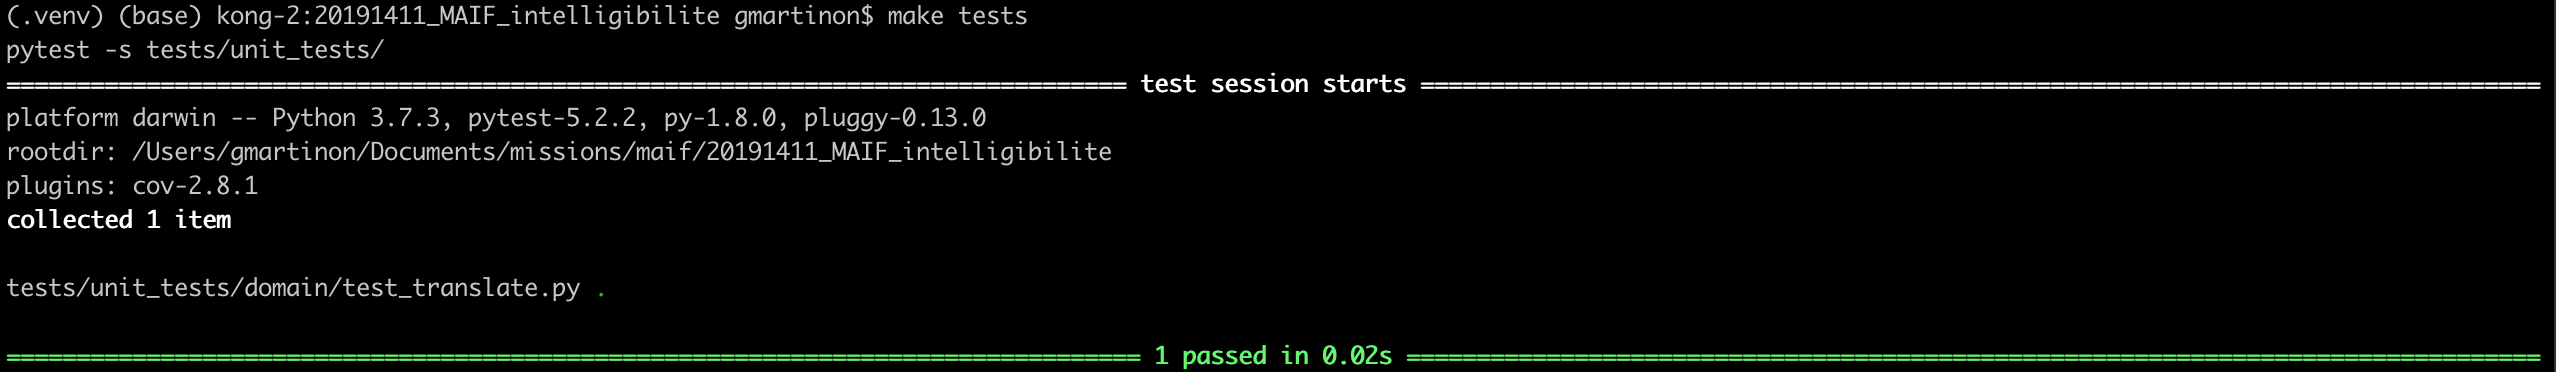 (.venv) (base) kong-2:20191411_MAIF_intelligibilite gmartinon$ make tests
pytest -s tests/unit_tests/
================================================================================ test session starts ================================================================================
platform darwin -- Python 3.7.3, pytest-5.2.2, py-1.8.0, pluggy-0.13.0
rootdir: /Users/gmartinon/Documents/missions/maif/20191411_MAIF_intelligibilite
plugins: cov-2.8.1
collected 1 item
tests/unit_tests/domain/test_translate.py .
================================================================================= 1 passed in 0.02s =================================================================================